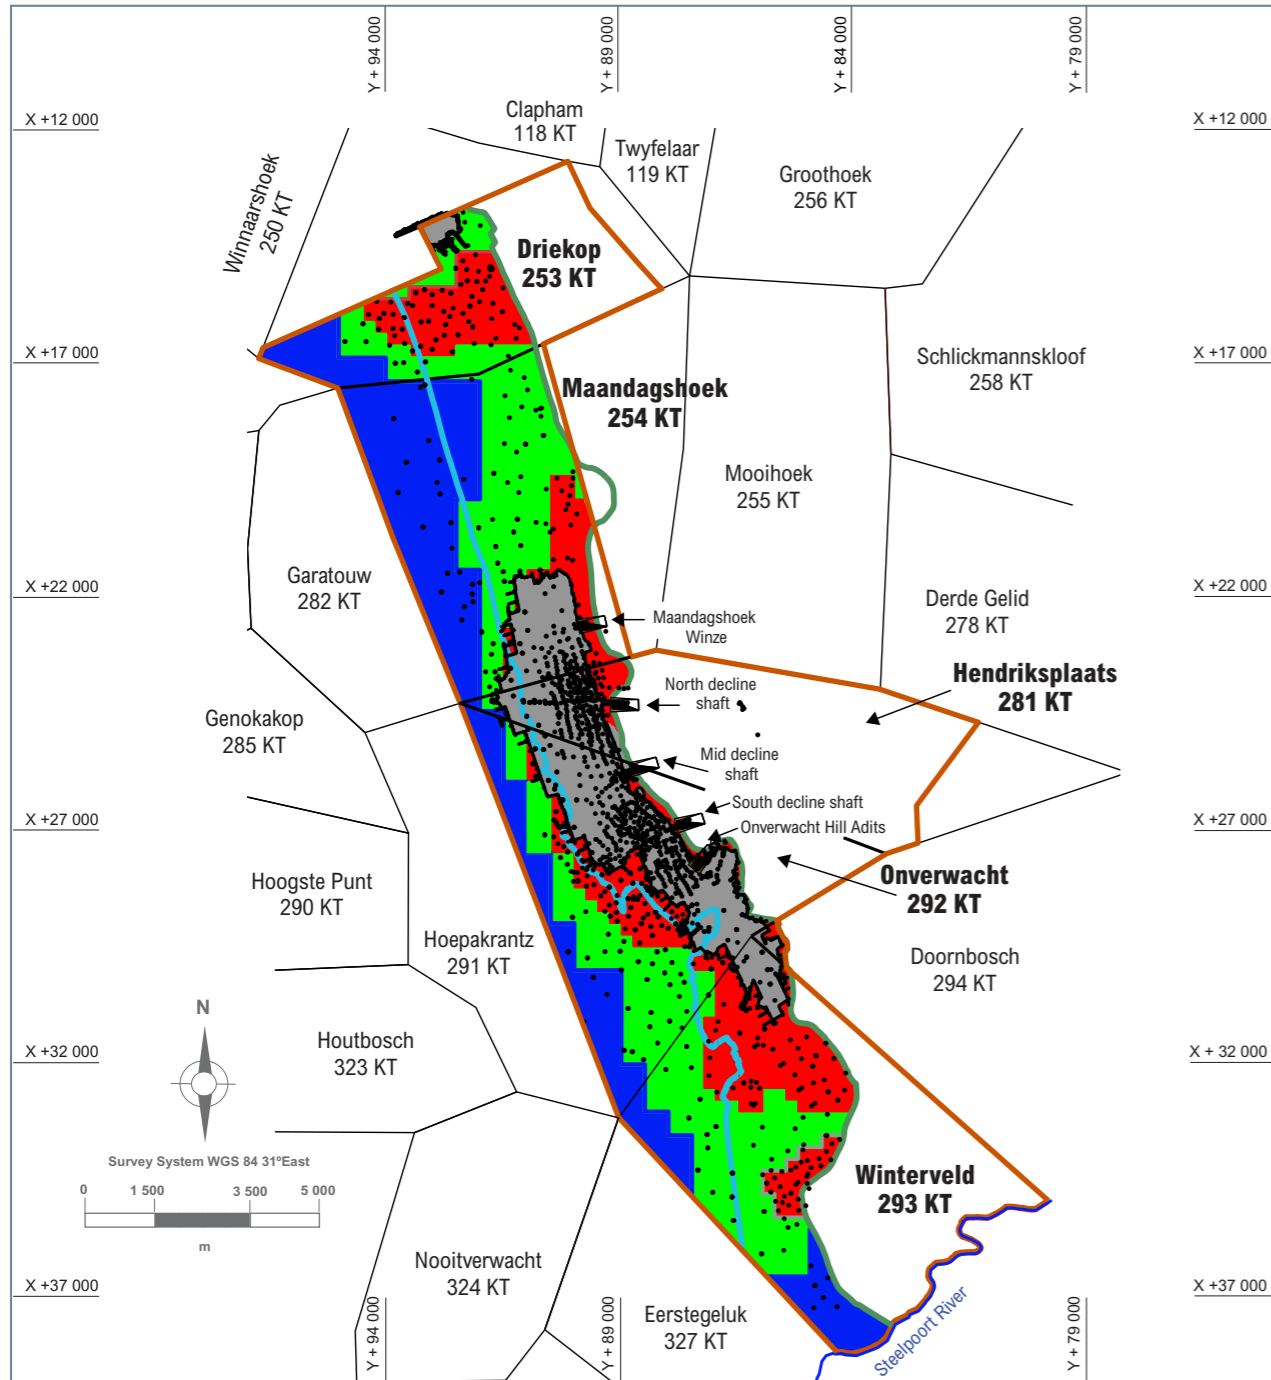 Y + 94 000
Y + 89 000
Y + 84 000
Y + 79 000
X +12 000
X +12 000
Clapham
118 KT
Twyfelaar
119 KT
Groothoek
256 KT
Winnaarshoek
250 KT
Driekop
253 KT
X +17 000
X +17 000
Schlickmannskloof
258 KT
Maandagshoek
254 KT
Mooihoek
255 KT
Garatouw
282 KT
X +22 000
X +22 000
Derde Gelid
278 KT
Maandagshoek
Winze
Hendriksplaats
281 KT
North decline
shaft
Genokakop
285 KT
Mid decline
shaft
South decline shaft
Onverwacht Hill Adits
X +27 000
X +27 000
Onverwacht
292 KT
Hoogste Punt
290 KT
Hoepakrantz
291 KT
Doornbosch
294 KT
N
Houtbosch
323 KT
X +32 000
X + 32 000
Survey System WGS 84 31ºEast
0 1 500 3 500 5 000
m
Winterveld
293 KT
Nooitverwacht
324 KT
Eerstegeluk
327 KT
Steelpoort River
X +37 000
X +37 000
Y + 94 000
Y + 89 000
Y + 84 000
Y + 79 000